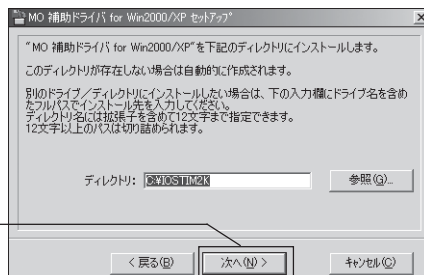 MO 補助ドライバ for Win2000/XP セットアップ
"MO 補助ドライバ for Win2000/XP"を下記のディレクトリにインストールします。
このディレクトリが存在しない場合は自動的に作成されます。
別のドライブ／ディレクトリにインストールしたい場合は、下の入力欄にドライブ名を含め
たフルパスでインストール先を入力してください。
ディレクトリ名には拡張子を含めて12文字まで指定できます。
12文字以上のパスは切り詰められます。
ディレクトリ: C:¥IOSTIM2K 参照(G)...
< 戻る(B) 次へ(N) > キャンセル(C)